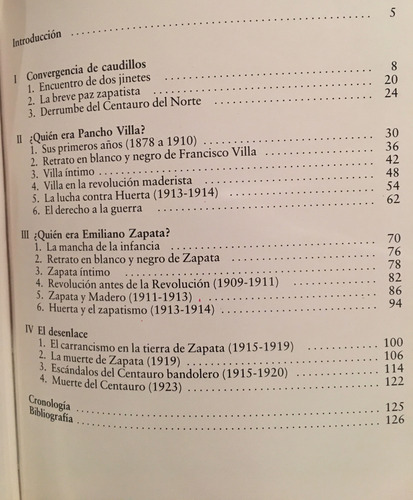 Introducción 5
I Convergencia de caudillos 8
1. Encuentro de dos jinetes 20
2. La breve paz zapatista 24
3. Derrumbe del Centauro del Norte
II ¿Quién era Pancho Villa? 30
1. Sus primeros años (1878 a 1910) 36
2. Retrato en blanco y negro de Francisco Villa 42
3. Villa íntimo 48
4. Villa en la revolución maderista 54
5. La lucha contra Huerta (1913-1914) 62
6. El derecho a la guerra
III ¿Quién era Emiliano Zapata? 70
1. La mancha de la infancia 76
2. Retrato en blanco y negro de Zapata 78
3. Zapata íntimo 82
4. Revolución antes de la Revolución (1909-1911) 86
5. Zapata y Madero (1911-1913) 94
6. Huerta y el zapatismo (1913-1914)
IV El desenlace
1. El carrancismo en la tierra de Zapata (1915-1919) 100
2. La muerte de Zapata (1919) 106
3. Escándalos del Centauro bandolero (1915-1920) 114
4. Muerte del Centauro (1923) 122
Cronología 125
Bibliografía 126